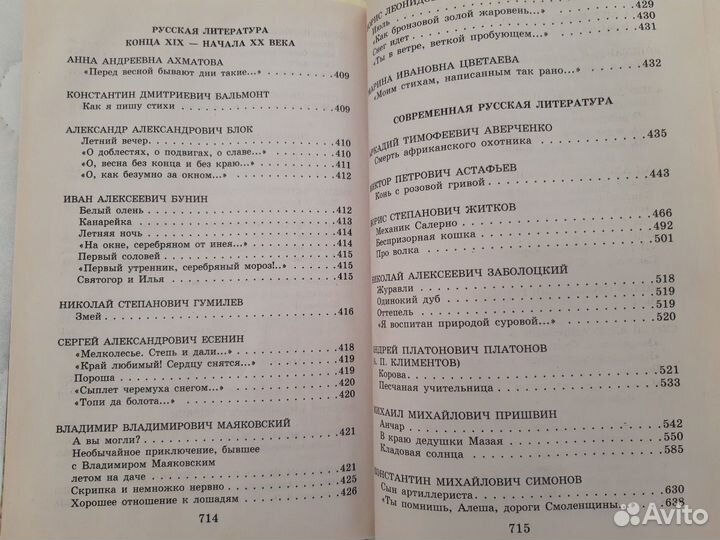 РУССКАЯ ЛИТЕРАТУРА
КОНЦА XIX — НАЧАЛА XX ВЕКА
АННА АНДРЕЕВНА АХМАТОВА
«Перед весной бывают дни такие...» 409
КОНСТАНТИН ДМИТРИЕВИЧ БАЛЬМОНТ
Как я пишу стихи 409
АЛЕКСАНДР АЛЕКСАНДРОВИЧ БЛОК
Летний вечер 410
«О доблестях, о подвигах, о славе...» 410
«О, весна без конца и без краю...» 411
«О, как безумно за окном...» 412
ИВАН АЛЕКСЕЕВИЧ БУНИН
Белый олень 412
Канарейка 413
Летняя ночь 414
«На окне, серебряном от инея...» 414
Первый соловей 415
«Первый утренник, серебряный мороз!..» 415
Святогор и Илья 415
НИКОЛАЙ СТЕПАНОВИЧ ГУМИЛЕВ
Змей 416
СЕРГЕЙ АЛЕКСАНДРОВИЧ ЕСЕНИН
«Мелколесье. Степь и дали...» 418
«Край любимый! Сердцу снятся...» 419
Пороша 419
«Сыплет черемуха снегом...» 420
«Топи да болота...» 420
ВЛАДИМИР ВЛАДИМИРОВИЧ МАЯКОВСКИЙ
А вы могли? 421
Необычайное приключение, бывшее
с Владимиром Маяковским
летом на даче 421
Скрипка и немножко нервно 425
Хорошее отношение к лошадям 426
714
ОРИС ЛЕОНИДОВ
Июль 429
«Как бронзовой золой жаровень...» 430
Снег идет 431
«Ты в ветре, веткой пробующем...»
МАРИНА ИВАНОВНА ЦВЕТАЕВА 432
«Моим стихам, написанным так рано...»
СОВРЕМЕННАЯ РУССКАЯ ЛИТЕРАТУРА
АРКАДИЙ ТИМОФЕЕВИЧ АВЕРЧЕНКО
Смерть африканского охотника 435
ВИКТОР ПЕТРОВИЧ АСТАФЬЕВ
Конь с розовой гривой 443
ОРИС СТЕПАНОВИЧ ЖИТКОВ
Механик Салерно 466
Беспризорная кошка 492
Про волка 501
НИКОЛАЙ АЛЕКСЕЕВИЧ ЗАБОЛОЦКИЙ
Журавли 518
Одинокий дуб 519
Оттепель 519
«Я воспитан природой суровой...» 520
НДРЕЙ ПЛАТОНОВИЧ ПЛАТОНОВ
А. П. КЛИМЕНТОВ)
Корова 521
Песчаная учительница 533
МИХАИЛ МИХАЙЛОВИЧ ПРИШВИН
Анчар 542
В краю дедушки Мазая 550
Кладовая солнца 585
КОНСТАНТИН МИХАЙЛОВИЧ СИМОНОВ
Сын артиллериста 630
«Ты помнишь, Алеша, дороги Смоленщины...» 638
715
Avito